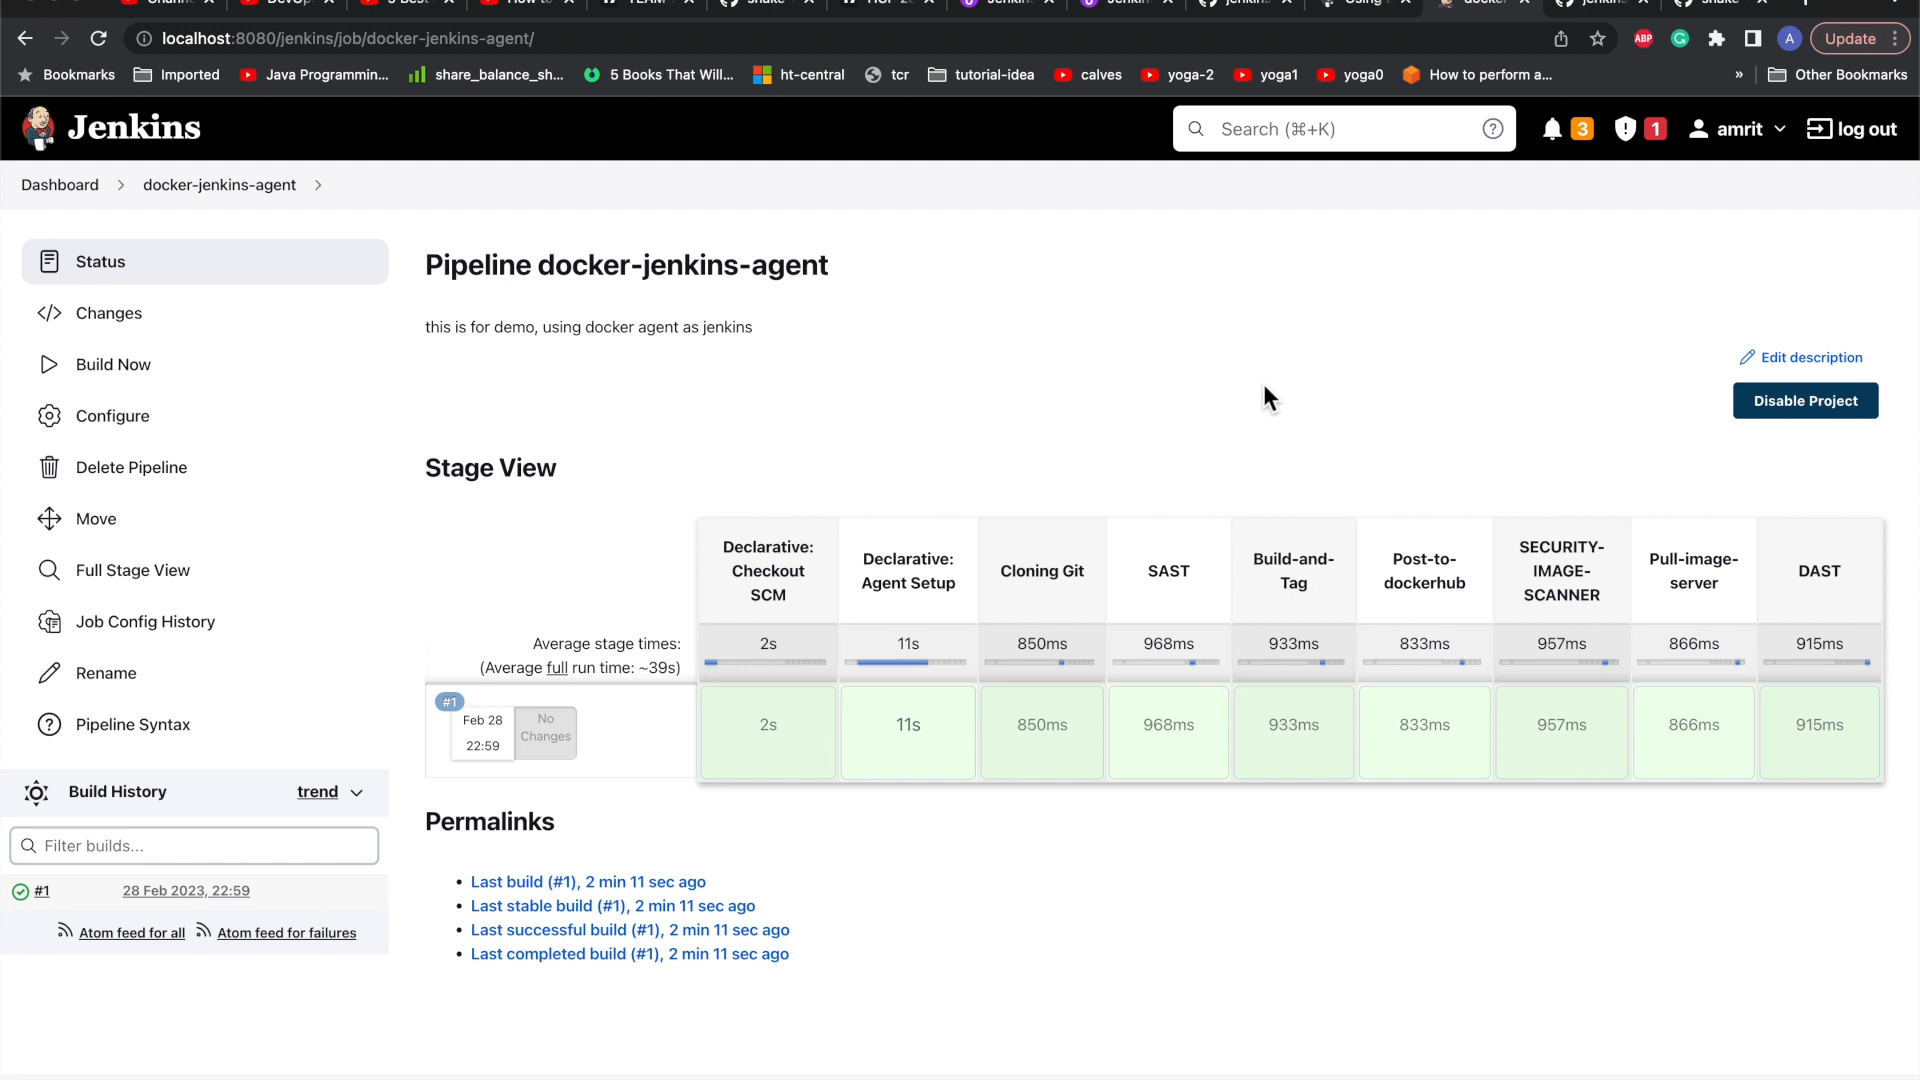 localhost:8080/jenkins/job/docker-jenkins-agent/
ABP
A
Update
Bookmarks
Imported
Java Programmin...
share_balance_sh...
5 Books That Will...
ht-central
tcr
tutorial-idea
calves
yoga-2
yoga1
yoga0
How to perform a...
»
Other Bookmarks
Jenkins
Search (⌘+K)
3
1
amrit
log out
Dashboard
docker-jenkins-agent
Status
Changes
Build Now
Configure
Delete Pipeline
Move
Full Stage View
Job Config History
Rename
Pipeline Syntax
Build History
trend
Filter builds...
#1
28 Feb 2023, 22:59
Atom feed for all
Atom feed for failures
Pipeline docker-jenkins-agent
this is for demo, using docker agent as jenkins
Edit description
Disable Project
Stage View
Declarative:
Checkout
SCM
Declarative:
Agent Setup
Cloning Git
SAST
Build-and-
Tag
Post-to-
dockerhub
SECURITY-
IMAGE-
SCANNER
Pull-image-
server
DAST
Average stage times:
(Average full run time: ~39s)
2s
11s
850ms
968ms
933ms
833ms
957ms
866ms
915ms
#1
Feb 28
22:59
No
Changes
2s
11s
850ms
968ms
933ms
833ms
957ms
866ms
915ms
Permalinks
Last build (#1), 2 min 11 sec ago
Last stable build (#1), 2 min 11 sec ago
Last successful build (#1), 2 min 11 sec ago
Last completed build (#1), 2 min 11 sec ago